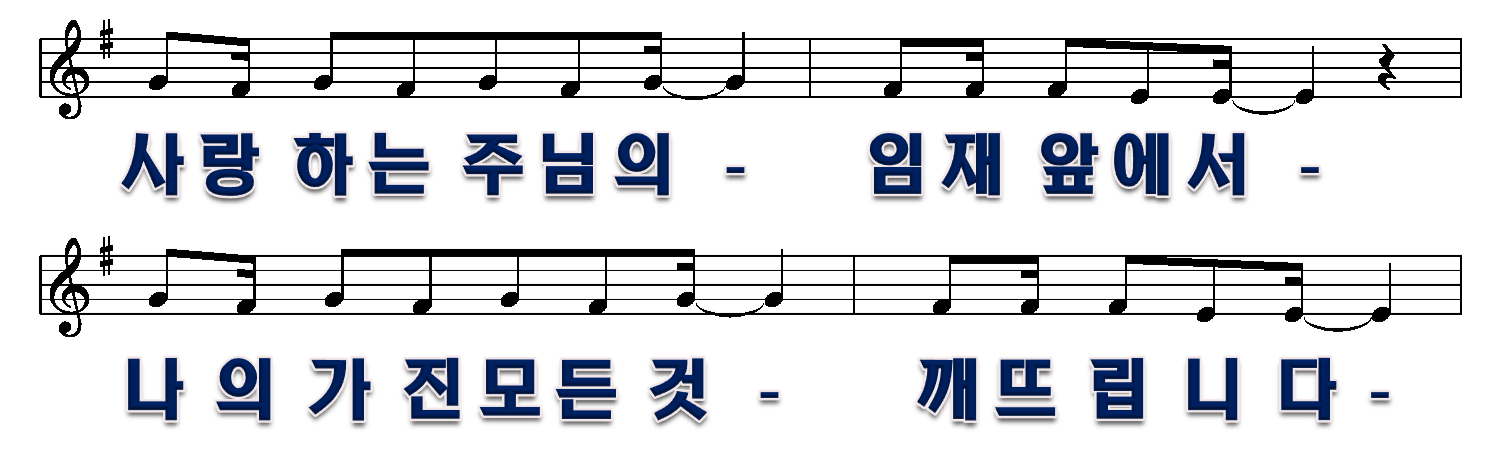 사랑 하는 주님의 - 임재 앞에서 -
나 의 가 진모든 것 - 깨뜨 립 니 다 -